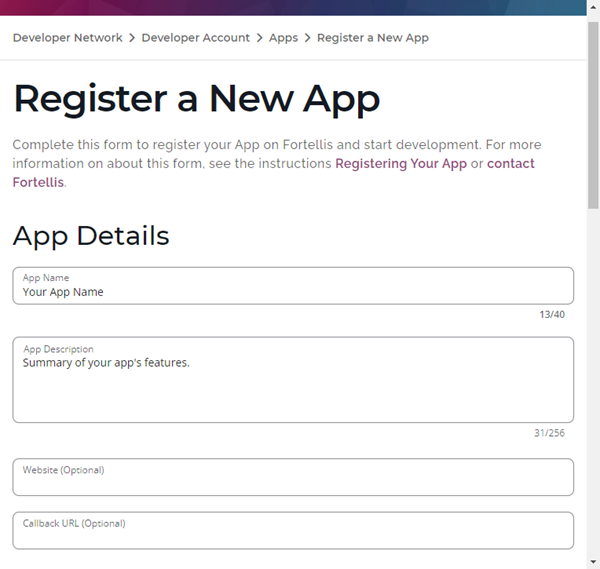 Developer Network > Developer Account > Apps > Register a New App
Register a New App
Complete this form to register your App on Fortellis and start development. For more
information on about this form, see the instructions Registering Your App or contact
Fortellis.
App Details
App Name
Your App Name
13/40
App Description
Summary of your app's features.
31/256
Website (Optional)
Callback URL (Optional)